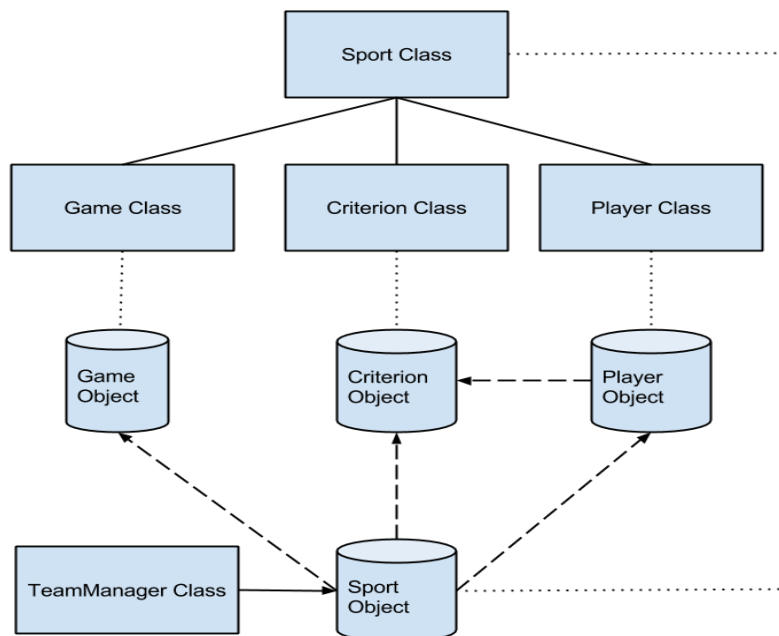 Sport Class
Game Class
Criterion Class
Player Class
Game
Object
Criterion
Object
Player
Object
TeamManager Class
Sport
Object